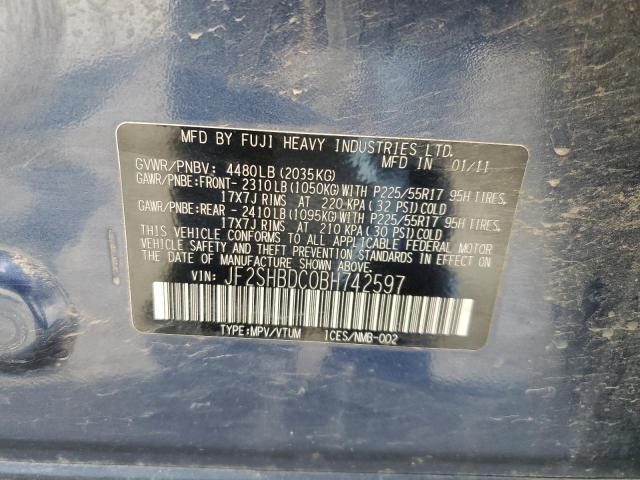 MFD BY FUJI HEAVY INDUSTRIES LTD.
MFD IN 01/11
GVWR/PNBV: 4480LB (2035KG)
GAWR/PNBE: FRONT- 2310LB (1050KG) WITH P225/55R17 95H TIRES,
17X7J RIMS AT 220 KPA (32 PSI) COLD
GAWR/PNBE: REAR - 2410LB (1095KG) WITH P225/55R17 95H TIRES,
17X7J RIMS AT 210 KPA (30 PSI) COLD
THIS VEHICLE CONFORMS TO ALL APPLICABLE FEDERAL MOTOR
VEHICLE SAFETY AND THEFT PREVENTION STANDARDS IN EFFECT ON
THE DATE OF MANUFACTURE SHOWN ABOVE.
VIN: JF2SHBDC0BH742597
TYPE: MPV/VTUM ICES/NMB-002